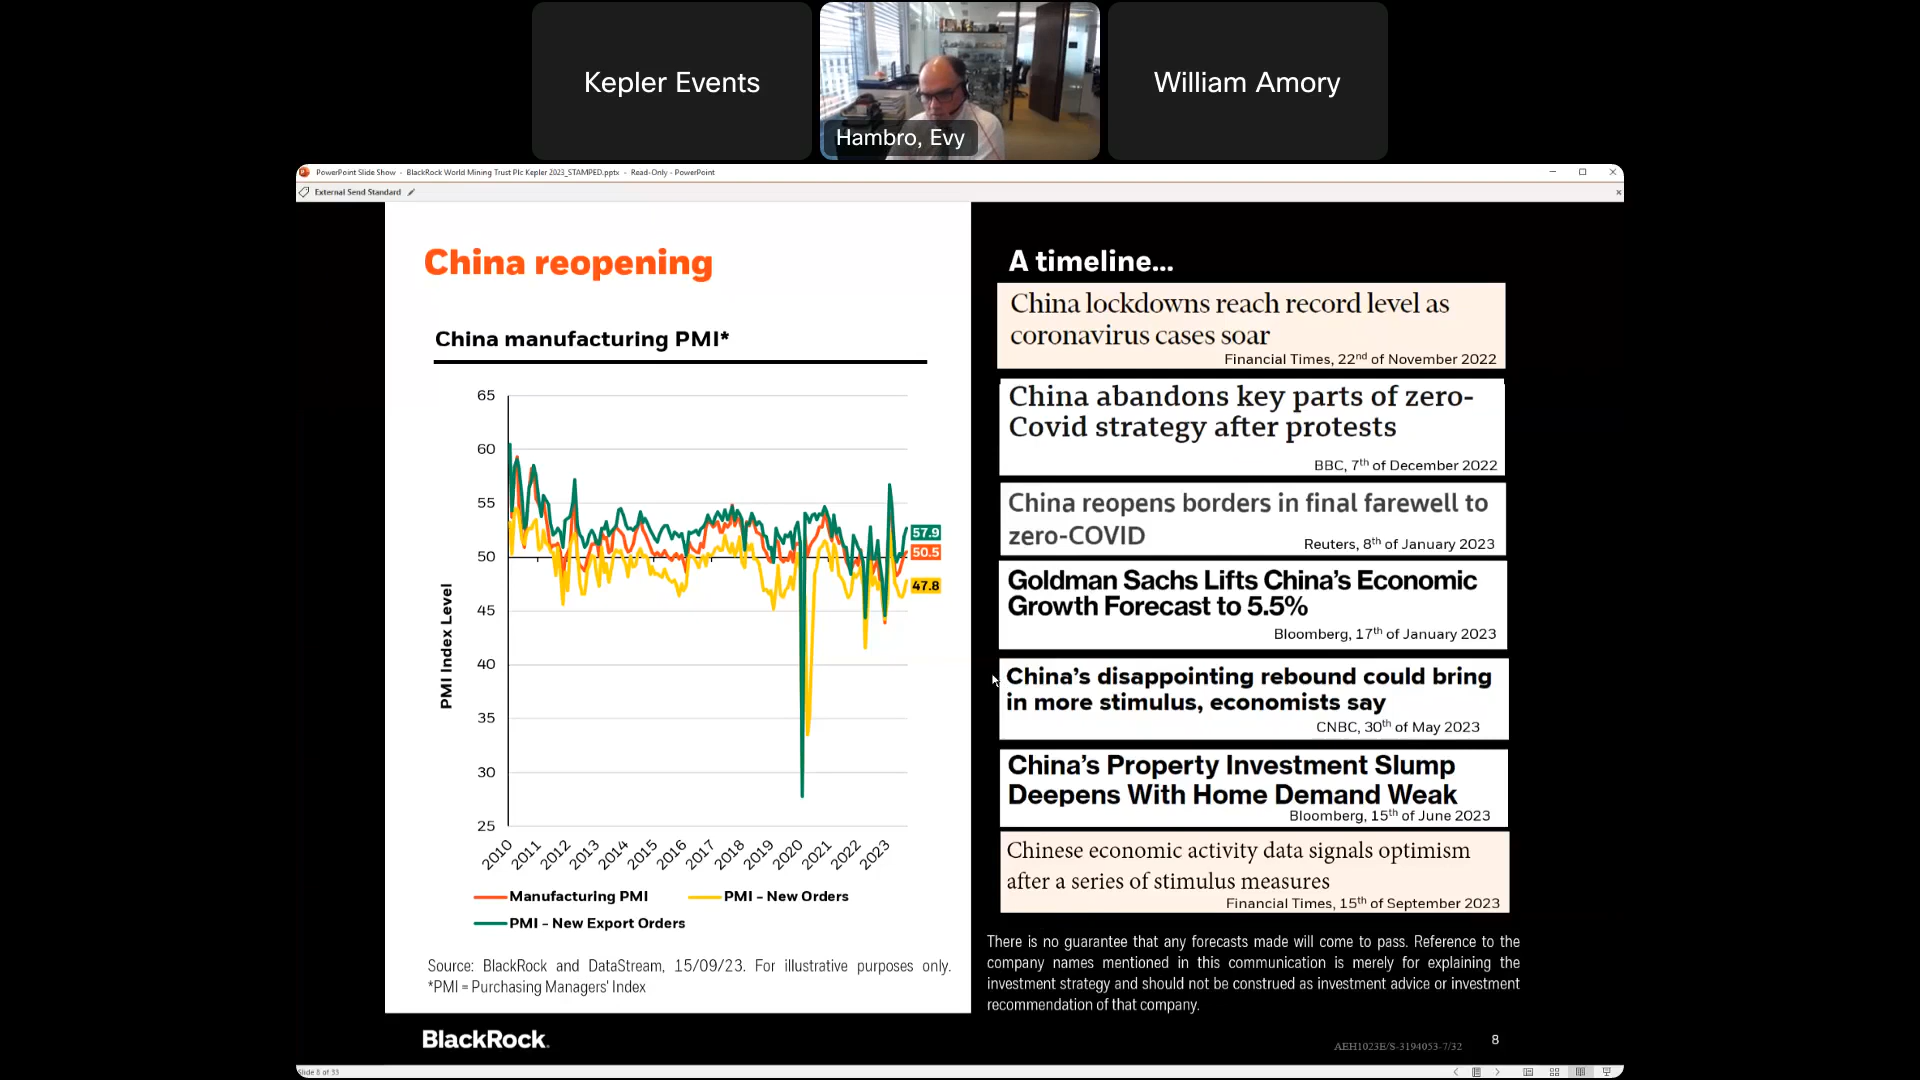 Kepler Events
Hambro, Evy
William Amory
PowerPoint Slide Show - BlackRock World Mining Trust Plc Kepler 2023_STAMPED.pptx - Read-Only - PowerPoint
External Send Standard
China reopening
China manufacturing PMI*
PMI Index Level
65
60
55
50
45
40
35
30
25
57.9
50.5
47.8
2010
2011
2012
2013
2014
2015
2016
2017
2018
2019
2020
2021
2022
2023
Manufacturing PMI
PMI - New Orders
PMI - New Export Orders
Source: BlackRock and DataStream, 15/09/23. For illustrative purposes only.
*PMI = Purchasing Managers' Index
BlackRock.
A timeline...
China lockdowns reach record level as
coronavirus cases soar
Financial Times, 22nd of November 2022
China abandons key parts of zero-
Covid strategy after protests
BBC, 7th of December 2022
China reopens borders in final farewell to
zero-COVID
Reuters, 8th of January 2023
Goldman Sachs Lifts China's Economic
Growth Forecast to 5.5%
Bloomberg, 17th of January 2023
China's disappointing rebound could bring
in more stimulus, economists say
CNBC, 30th of May 2023
China's Property Investment Slump
Deepens With Home Demand Weak
Bloomberg, 15th of June 2023
Chinese economic activity data signals optimism
after a series of stimulus measures
Financial Times, 15th of September 2023
There is no guarantee that any forecasts made will come to pass. Reference to the
company names mentioned in this communication is merely for explaining the
investment strategy and should not be construed as investment advice or investment
recommendation of that company.
AEH1023E/S-3194053-7/32
8
Slide 8 of 33